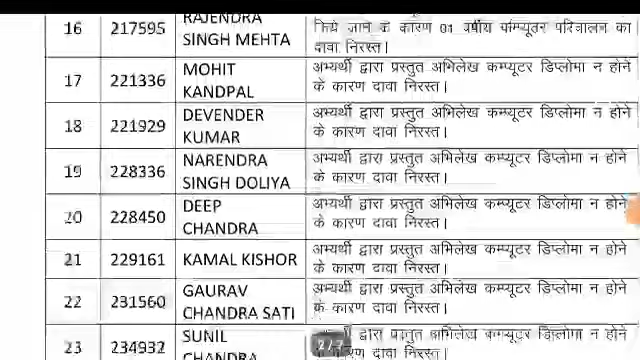 16 217595 RAJENDRA SINGH MEHTA किये जाने के कारण 01 वर्षीय कम्प्यूटर परिचालन का
दावा निरस्त।
17 221336 MOHIT KANDPAL अभ्यर्थी द्वारा प्रस्तुत अभिलेख कम्प्यूटर डिप्लोमा न होने
के कारण दावा निरस्त।
18 221929 DEVENDER KUMAR अभ्यर्थी द्वारा प्रस्तुत अभिलेख कम्प्यूटर डिप्लोमा न होने
के कारण दावा निरस्त।
19 228336 NARENDRA SINGH DOLIYA अभ्यर्थी द्वारा प्रस्तुत अभिलेख कम्प्यूटर डिप्लोमा न होने
के कारण दावा निरस्त।
20 228450 DEEP CHANDRA अभ्यर्थी द्वारा प्रस्तुत अभिलेख कम्प्यूटर डिप्लोमा न होने
के कारण दावा निरस्त।
21 229161 KAMAL KISHOR अभ्यर्थी द्वारा प्रस्तुत अभिलेख कम्प्यूटर डिप्लोमा न होने
के कारण दावा निरस्त।
22 231560 GAURAV CHANDRA SATI अभ्यर्थी द्वारा प्रस्तुत अभिलेख कम्प्यूटर डिप्लोमा न होने
के कारण दावा निरस्त।
23 234932 SUNIL CHANDRA द्वारा प्रस्तुत अभिलेख कम्प्यूटर डिप्लोमा न होने
कारण दावा निरस्त।